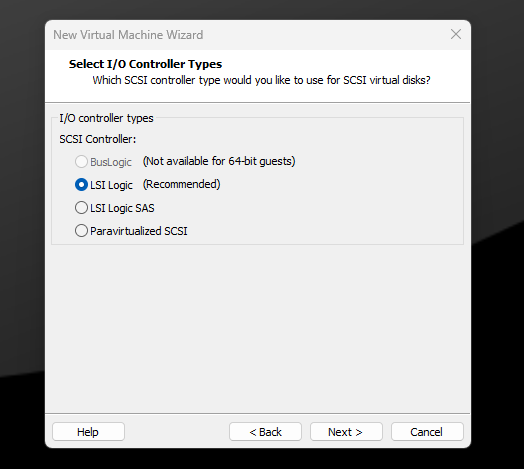 New Virtual Machine Wizard
Select I/O Controller Types
Which SCSI controller type would you like to use for SCSI virtual disks?
I/O controller types
SCSI Controller:
BusLogic (Not available for 64-bit guests)
LSI Logic (Recommended)
LSI Logic SAS
Paravirtualized SCSI
Help < Back Next > Cancel